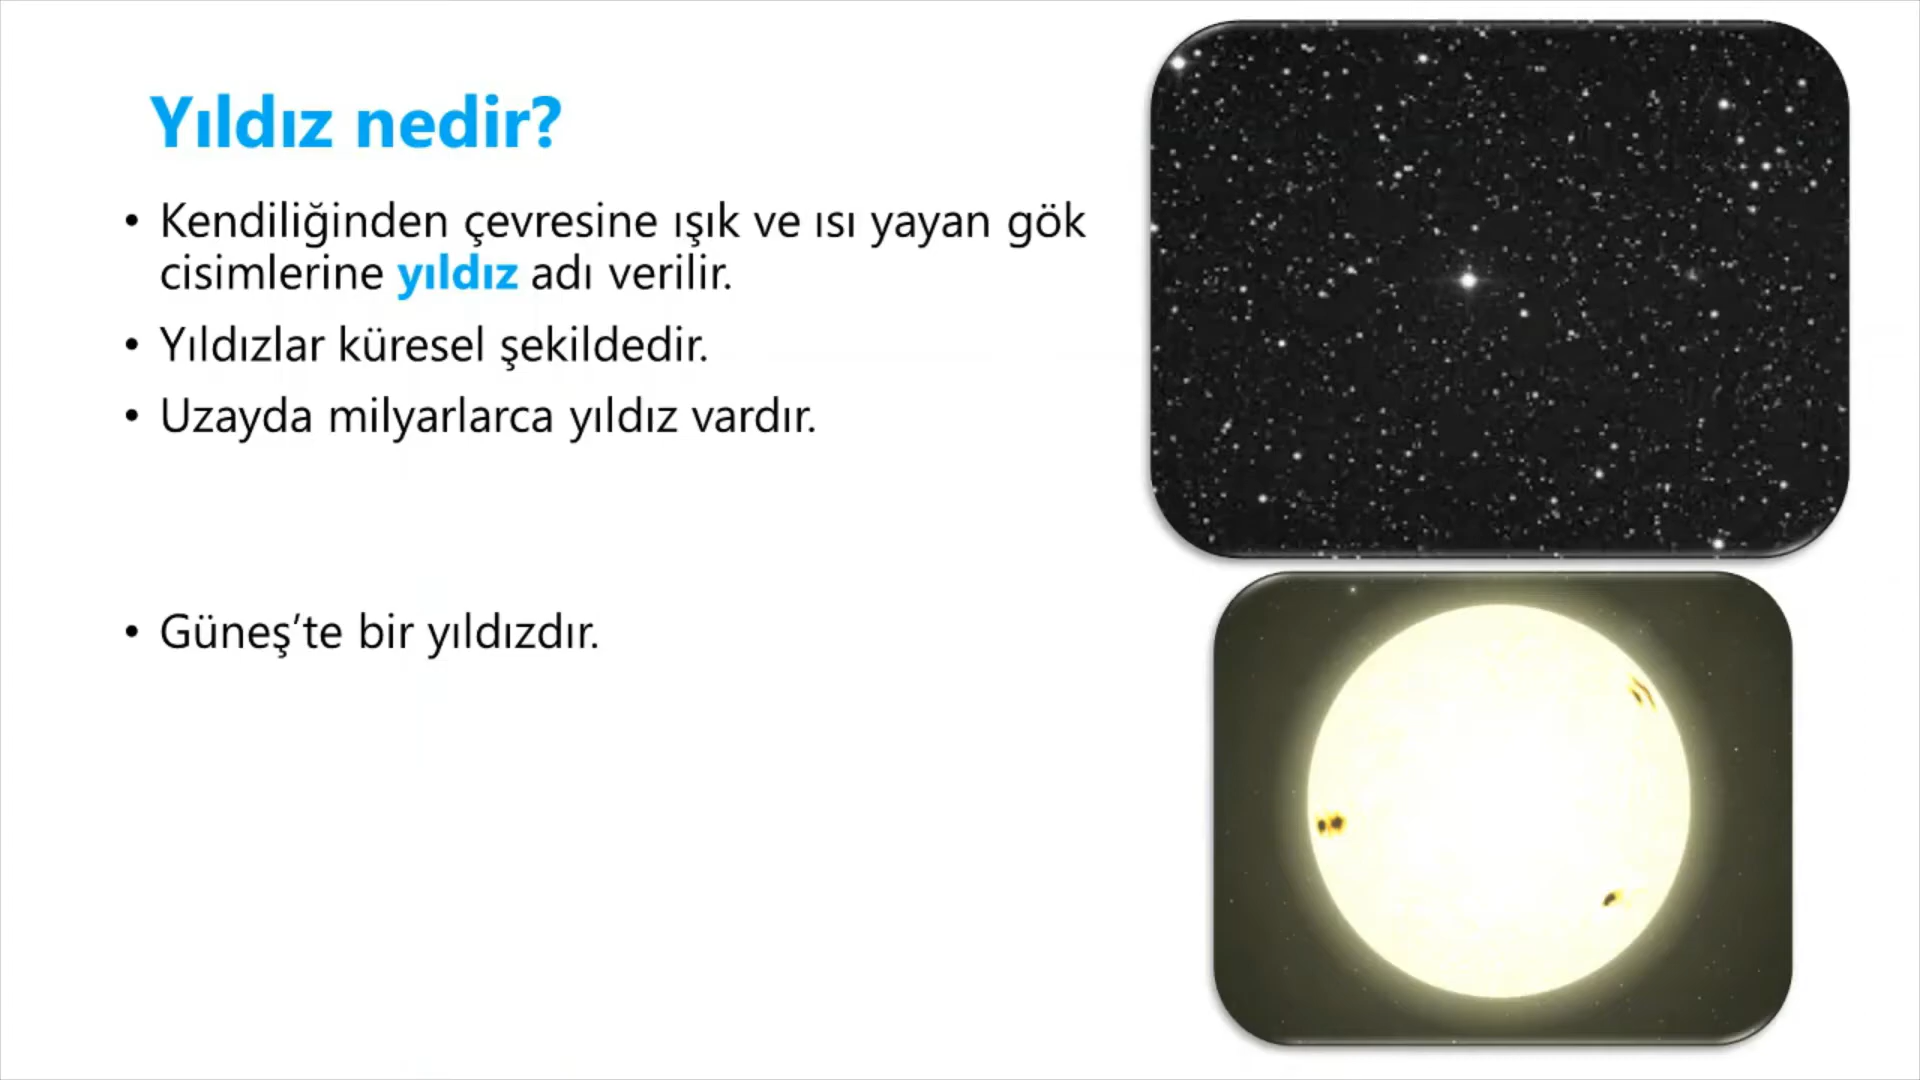 Yıldız nedir?
• Kendiliğinden çevresine ışık ve ısı yayan gök
cisimlerine yıldız adı verilir.
• Yıldızlar küresel şekildedir.
• Uzayda milyarlarca yıldız vardır.
• Güneş’te bir yıldızdır.